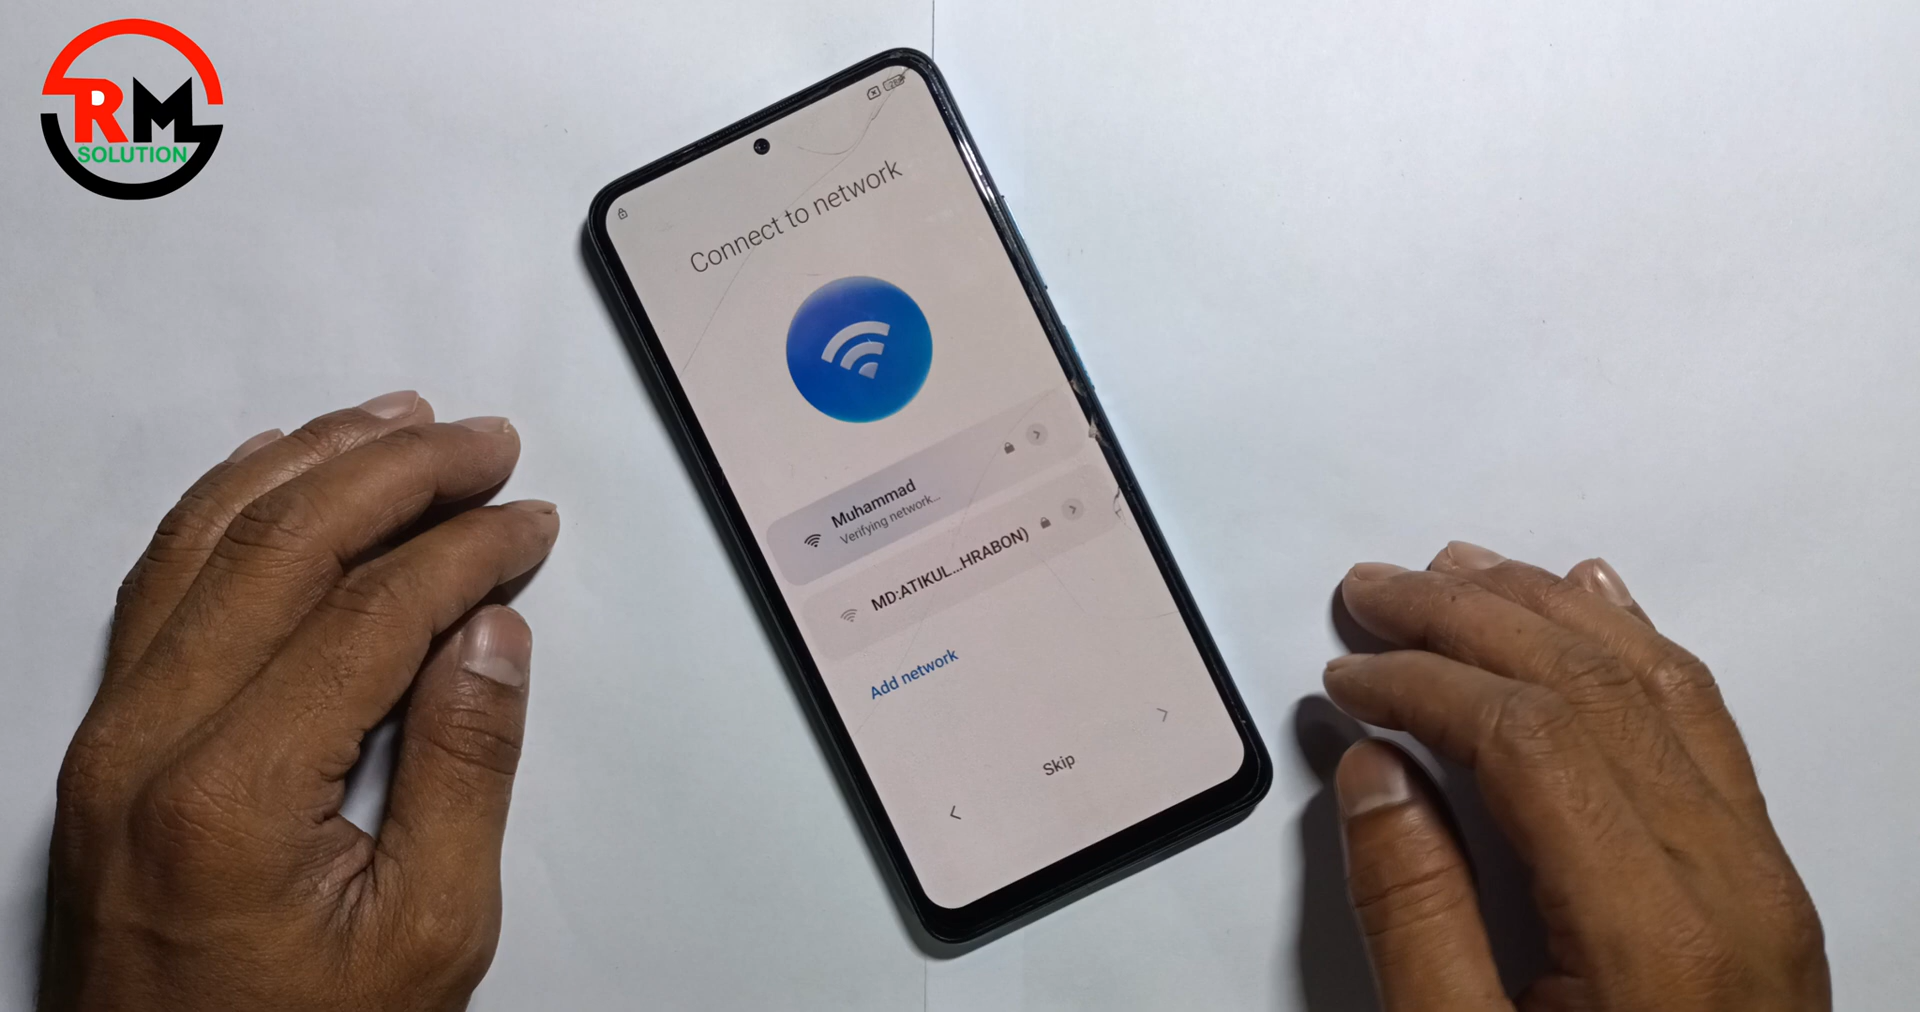 RM
SOLUTION
Connect to network
Muhammad
Verifying network...
MD:ATIKUL...HRABON)
Add network
Skip